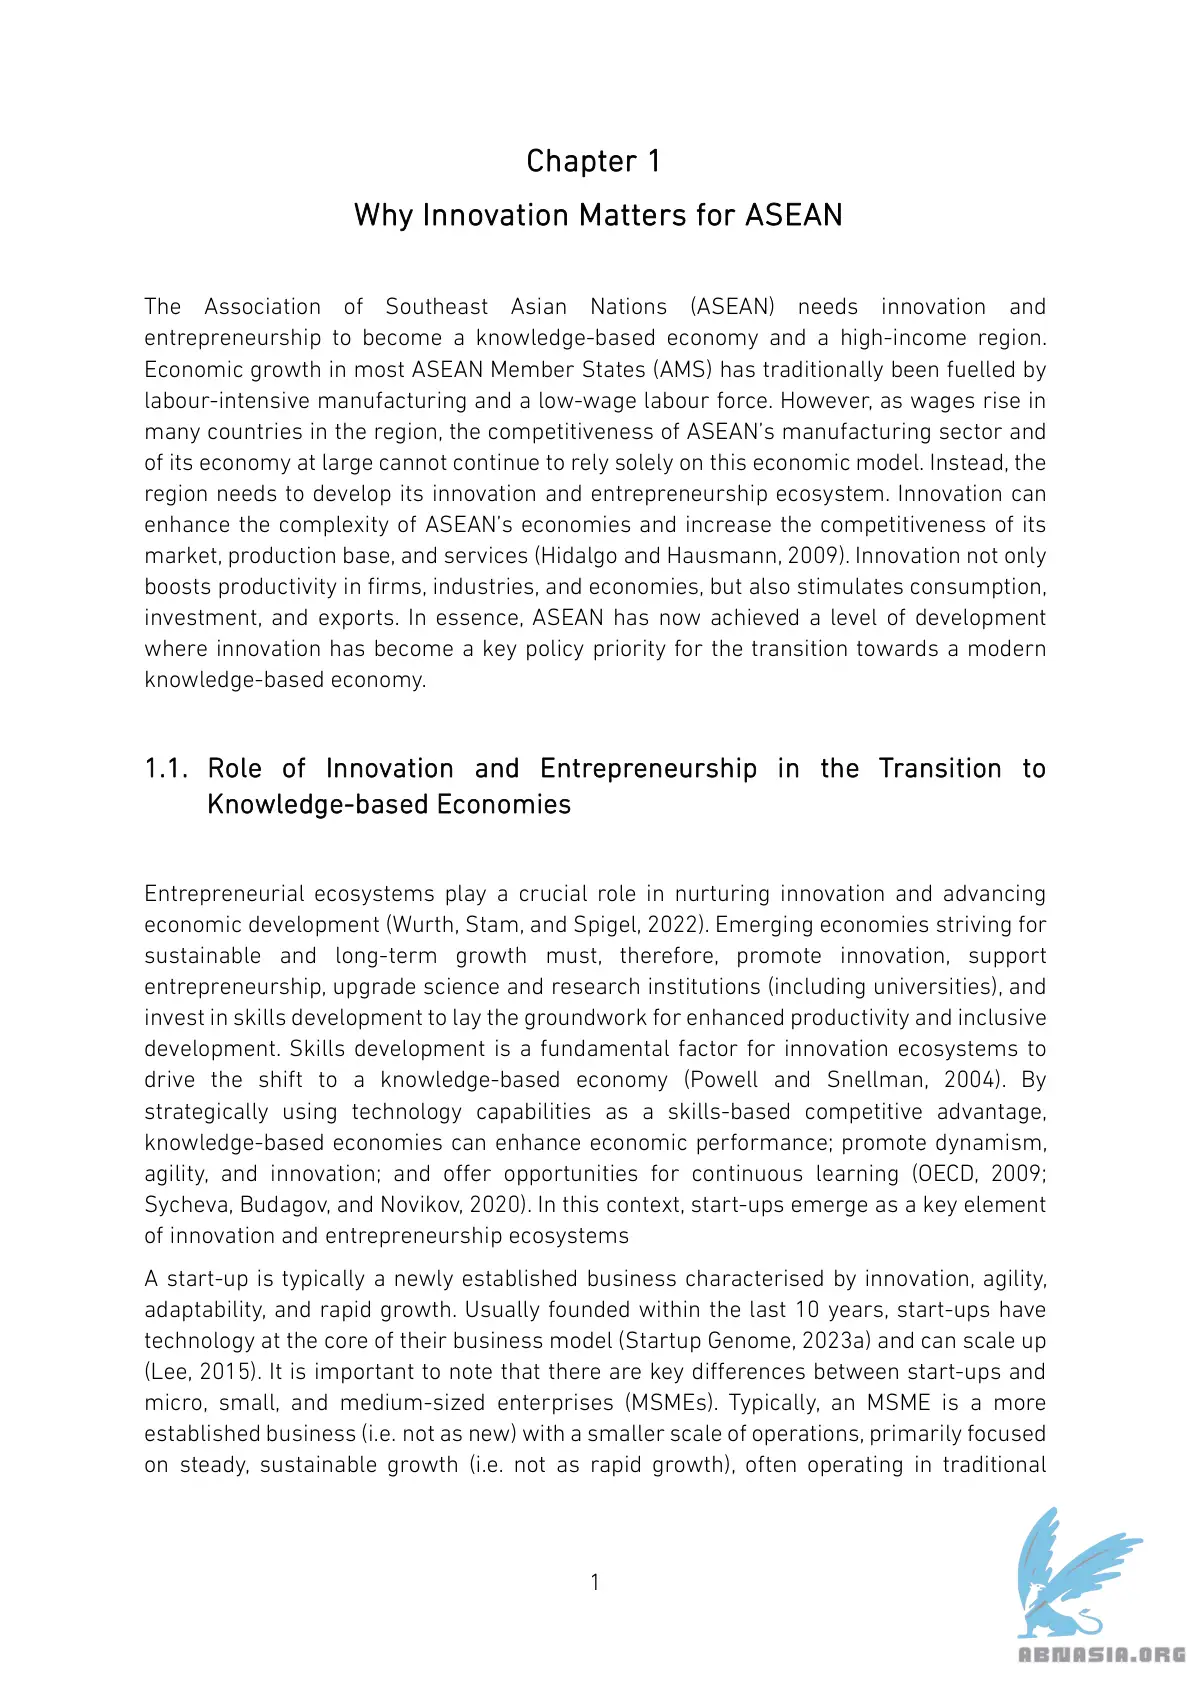 Chapter 1
Why Innovation Matters for ASEAN
The Association of Southeast Asian Nations (ASEAN) needs innovation and
entrepreneurship to become a knowledge-based economy and a high-income region.
Economic growth in most ASEAN Member States (AMS) has traditionally been fuelled by
labour-intensive manufacturing and a low-wage labour force. However, as wages rise in
many countries in the region, the competitiveness of ASEAN’s manufacturing sector and
of its economy at large cannot continue to rely solely on this economic model. Instead, the
region needs to develop its innovation and entrepreneurship ecosystem. Innovation can
enhance the complexity of ASEAN’s economies and increase the competitiveness of its
market, production base, and services (Hidalgo and Hausmann, 2009). Innovation not only
boosts productivity in firms, industries, and economies, but also stimulates consumption,
investment, and exports. In essence, ASEAN has now achieved a level of development
where innovation has become a key policy priority for the transition towards a modern
knowledge-based economy.
1.1. Role of Innovation and Entrepreneurship in the Transition to
Knowledge-based Economies
Entrepreneurial ecosystems play a crucial role in nurturing innovation and advancing
economic development (Wurth, Stam, and Spigel, 2022). Emerging economies striving for
sustainable and long-term growth must, therefore, promote innovation, support
entrepreneurship, upgrade science and research institutions (including universities), and
invest in skills development to lay the groundwork for enhanced productivity and inclusive
development. Skills development is a fundamental factor for innovation ecosystems to
drive the shift to a knowledge-based economy (Powell and Snellman, 2004). By
strategically using technology capabilities as a skills-based competitive advantage,
knowledge-based economies can enhance economic performance; promote dynamism,
agility, and innovation; and offer opportunities for continuous learning (OECD, 2009;
Sycheva, Budagov, and Novikov, 2020). In this context, start-ups emerge as a key element
of innovation and entrepreneurship ecosystems
A start-up is typically a newly established business characterised by innovation, agility,
adaptability, and rapid growth. Usually founded within the last 10 years, start-ups have
technology at the core of their business model (Startup Genome, 2023a) and can scale up
(Lee, 2015). It is important to note that there are key differences between start-ups and
micro, small, and medium-sized enterprises (MSMEs). Typically, an MSME is a more
established business (i.e. not as new) with a smaller scale of operations, primarily focused
on steady, sustainable growth (i.e. not as rapid growth), often operating in traditional
1
ABNASIA.ORG